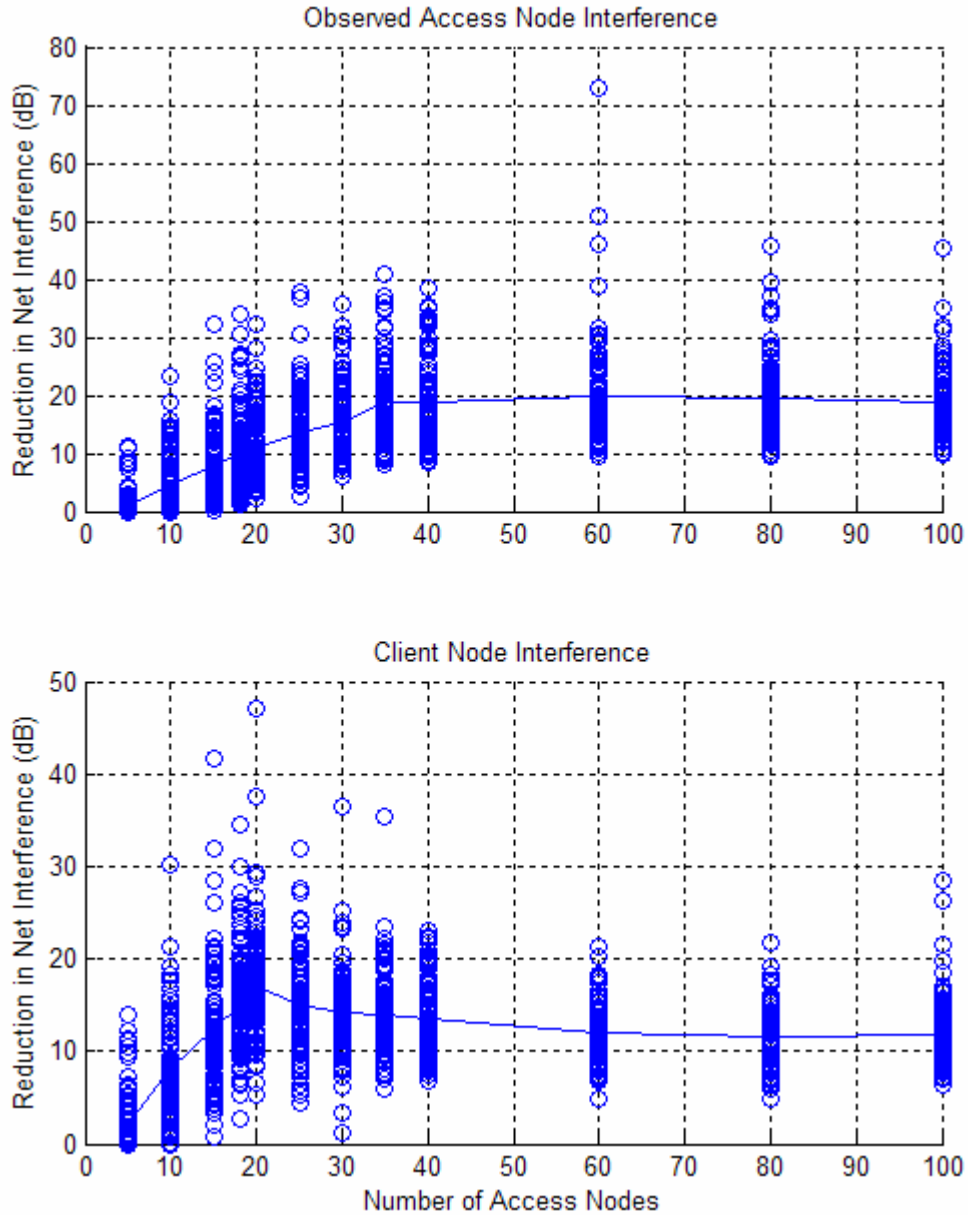 Observed Access Node Interference
Reduction in Net Interference (dB)
80
70
60
50
40
30
20
10
0
0 10 20 30 40 50 60 70 80 90 100
Client Node Interference
Reduction in Net Interference (dB)
50
40
30
20
10
0
0 10 20 30 40 50 60 70 80 90 100
Number of Access Nodes